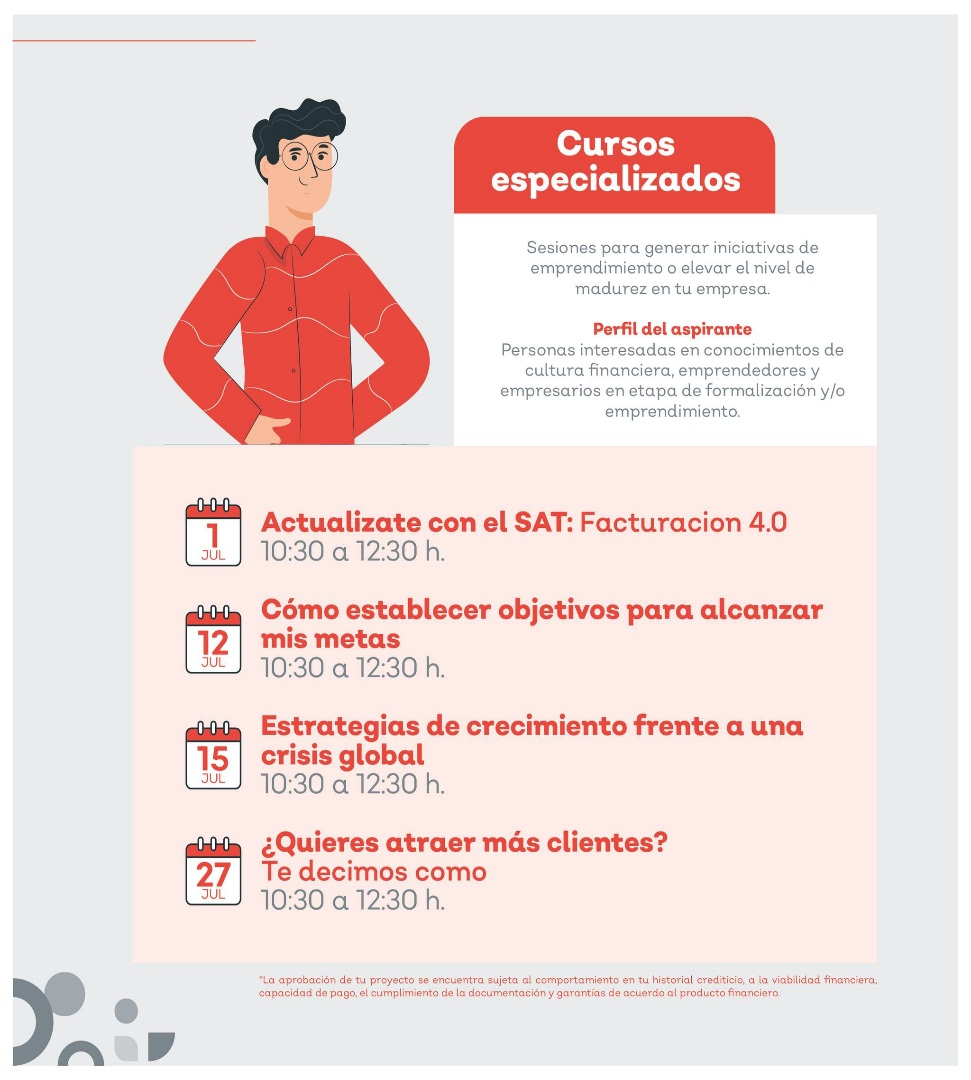 Cursos
especializados
Sesiones para generar iniciativas de
emprendimiento o elevar el nivel de
madurez en tu empresa.
Perfil del aspirante
Personas interesadas en conocimientos de
cultura financiera, emprendedores y
empresarios en etapa de formalización y/o
emprendimiento.
1
JUL
Actualizate con el SAT: Facturacion 4.0
10:30 a 12:30 h.
12
JUL
Cómo establecer objetivos para alcanzar
mis metas
10:30 a 12:30 h.
15
JUL
Estrategias de crecimiento frente a una
crisis global
10:30 a 12:30 h.
27
JUL
¿Quieres atraer más clientes?
Te decimos como
10:30 a 12:30 h.
*La aprobación de tu proyecto se encuentra sujeta al comportamiento en tu historial crediticio, a la viabilidad financiera,
capacidad de pago, el cumplimiento de la documentación y garantías de acuerdo al producto financiero.